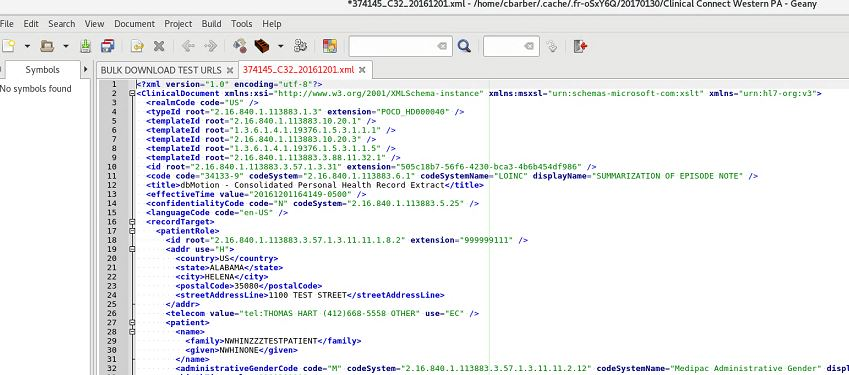 *374145_C32_20161201.xml - /home/cbarber/.cache/.fr-oSxY6Q/20170130/Clinical Connect Western PA - Geany
File Edit Search View Document Project Build Tools Help
Symbols BULK DOWNLOAD TEST URLS 374145_C32_20161201.xml
No symbols found
1 <?xml version="1.0" encoding="utf-8"?>
2 <ClinicalDocument xmlns:xsi="http://www.w3.org/2001/XMLSchema-instance" xmlns:msxsl="urn:schemas-microsoft-com:xslt" xmlns="urn:hl7-org:v3">
3 <realmCode code="US" />
4 <typeId root="2.16.840.1.113883.1.3" extension="POCD_HD000040" />
5 <templateId root="2.16.840.1.113883.10.20.1" />
6 <templateId root="1.3.6.1.4.1.19376.1.5.3.1.1.1" />
7 <templateId root="2.16.840.1.113883.10.20.3" />
8 <templateId root="1.3.6.1.4.1.19376.1.5.3.1.1.5" />
9 <templateId root="2.16.840.1.113883.3.88.11.32.1" />
10 <id root="2.16.840.1.113883.3.57.1.3.31" extension="505c18b7-56f6-4230-bca3-4b6b454df986" />
11 <code code="34133-9" codeSystem="2.16.840.1.113883.6.1" codeSystemName="LOINC" displayName="SUMMARIZATION OF EPISODE NOTE" />
12 <title>dbMotion - Consolidated Personal Health Record Extract</title>
13 <effectiveTime value="20161201164149-0500" />
14 <confidentialityCode code="N" codeSystem="2.16.840.1.113883.5.25" />
15 <languageCode code="en-US" />
16 <recordTarget>
17 <patientRole>
18 <id root="2.16.840.1.113883.3.57.1.3.11.11.1.8.2" extension="999999111" />
19 <addr use="H">
20 <country>US</country>
21 <state>ALABAMA</state>
22 <city>HELENA</city>
23 <postalCode>35080</postalCode>
24 <streetAddressLine>1100 TEST STREET</streetAddressLine>
25 </addr>
26 <telecom value="tel:THOMAS HART (412)668-5558 OTHER" use="EC" />
27 <patient>
28 <name>
29 <family>NWHINZZZTESTPATIENT</family>
30 <given>NWHINONE</given>
31 </name>
32 <administrativeGenderCode code="M" codeSystem="2.16.840.1.113883.3.57.1.3.11.11.2.12" codeSystemName="Medipac Administrative Gender" displ